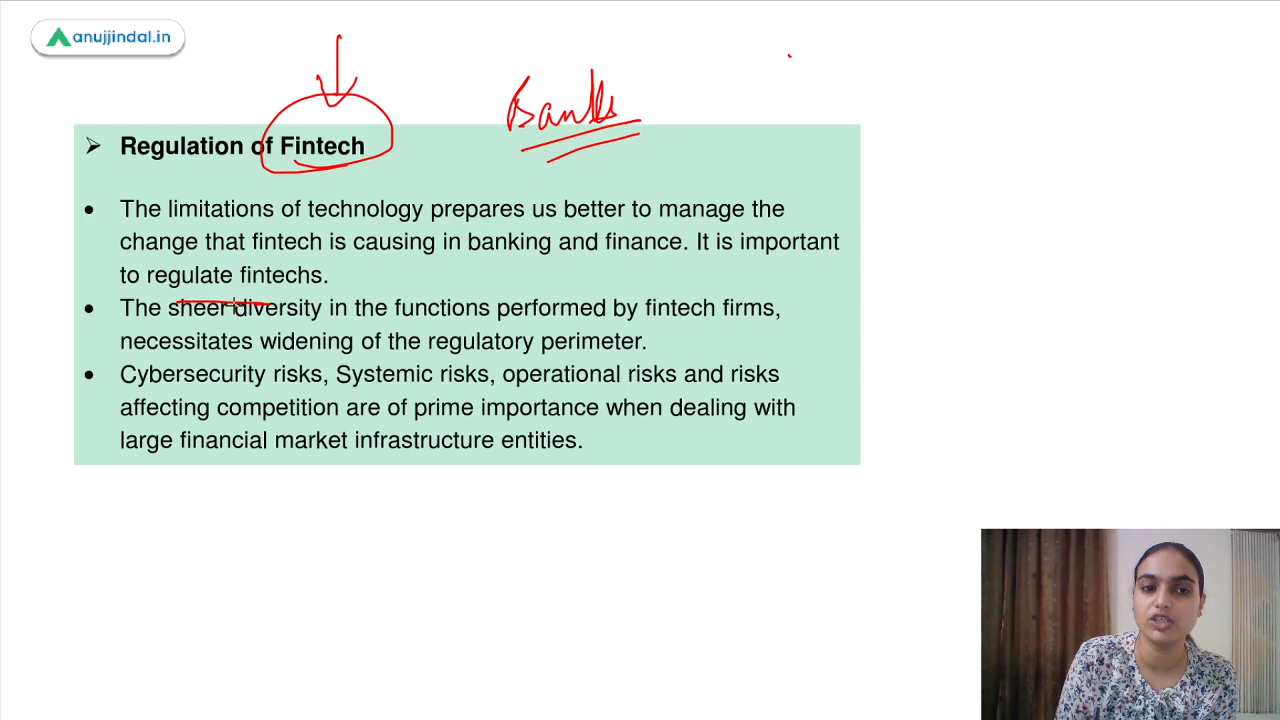 anujjindal.in
Banks
➢ Regulation of Fintech
• The limitations of technology prepares us better to manage the
change that fintech is causing in banking and finance. It is important
to regulate fintechs.
• The sheer diversity in the functions performed by fintech firms,
necessitates widening of the regulatory perimeter.
• Cybersecurity risks, Systemic risks, operational risks and risks
affecting competition are of prime importance when dealing with
large financial market infrastructure entities.